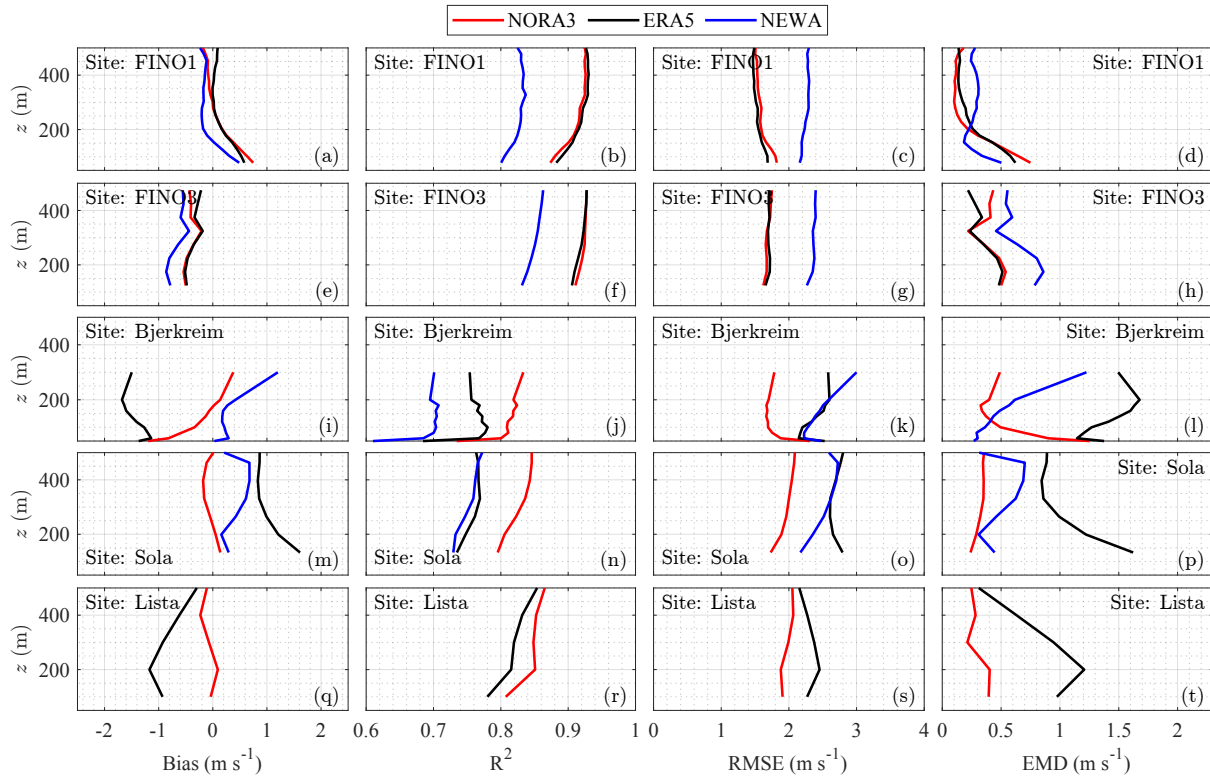 NORA3 ERA5 NEWA
Site: FINO1 Site: FINO1 Site: FINO1 Site: FINO1
z (m)
400
200
(a) (b) (c) (d)
Site: FINO3 Site: FINO3 Site: FINO3 Site: FINO3
z (m)
400
200
(e) (f) (g) (h)
Site: Bjerkreim Site: Bjerkreim Site: Bjerkreim Site: Bjerkreim
z (m)
400
200
(i) (j) (k) (l)
z (m)
400
200
Site: Sola Site: Sola Site: Sola Site: Sola
(m) (n) (o) (p)
Site: Lista Site: Lista Site: Lista Site: Lista
z (m)
400
200
(q) (r) (s) (t)
-2 -1 0 1 2 0.6 0.7 0.8 0.9 1 0 1 2 3 4 0 0.5 1 1.5 2
Bias (m s⁻¹) R² RMSE (m s⁻¹) EMD (m s⁻¹)